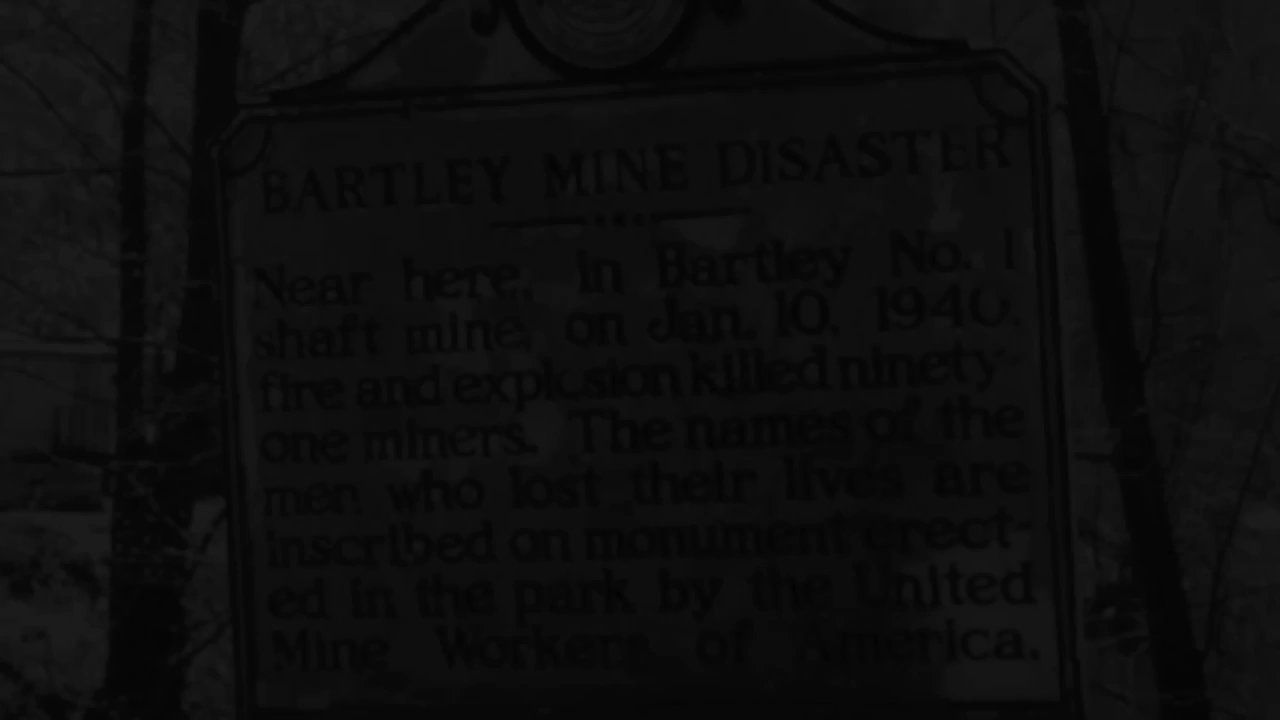 BARTLEY MINE DISASTER
Near here, in Bartley No. 1
shaft mine, on Jan. 10, 1940,
fire and explosion killed ninety-
one miners. The names of the
men who lost their lives are
inscribed on monument erect-
ed in the park by the United
Mine Workers of America.